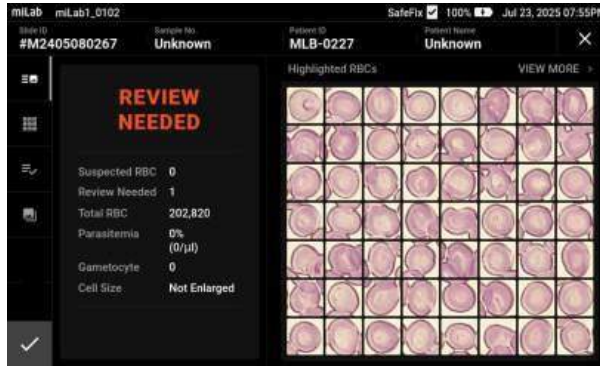 miLab miLab1_0102 SafeFix 100% Jul 23, 2025 07:55PM
Slide ID Sample No. Patient ID Patient Name
#M2405080267 Unknown MLB-0227 Unknown
Highlighted RBCs VIEW MORE >
REVIEW
NEEDED
Suspected RBC 0
Review Needed 1
Total RBC 202,820
Parasitemia 0%
(0/µl)
Gametocyte 0
Cell Size Not Enlarged